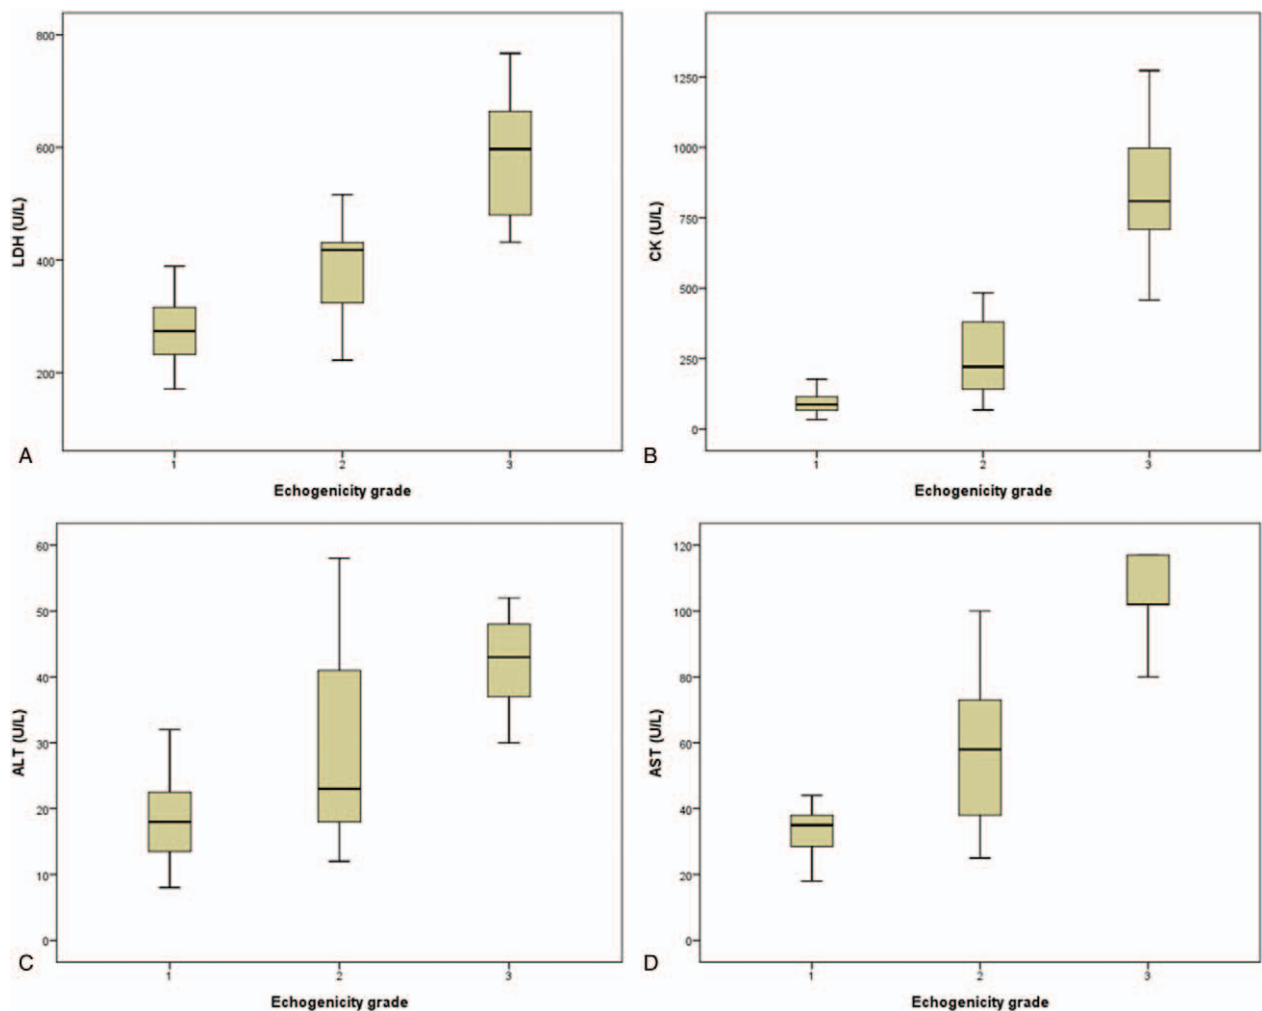 800
600
400
200
LDH (U/L)
1 2 3
Echogenicity grade
A
1250
1000
750
500
250
0
CK (U/L)
1 2 3
Echogenicity grade
B
60
50
40
30
20
10
0
ALT (U/L)
1 2 3
Echogenicity grade
C
120
100
80
60
40
20
0
AST (U/L)
1 2 3
Echogenicity grade
D